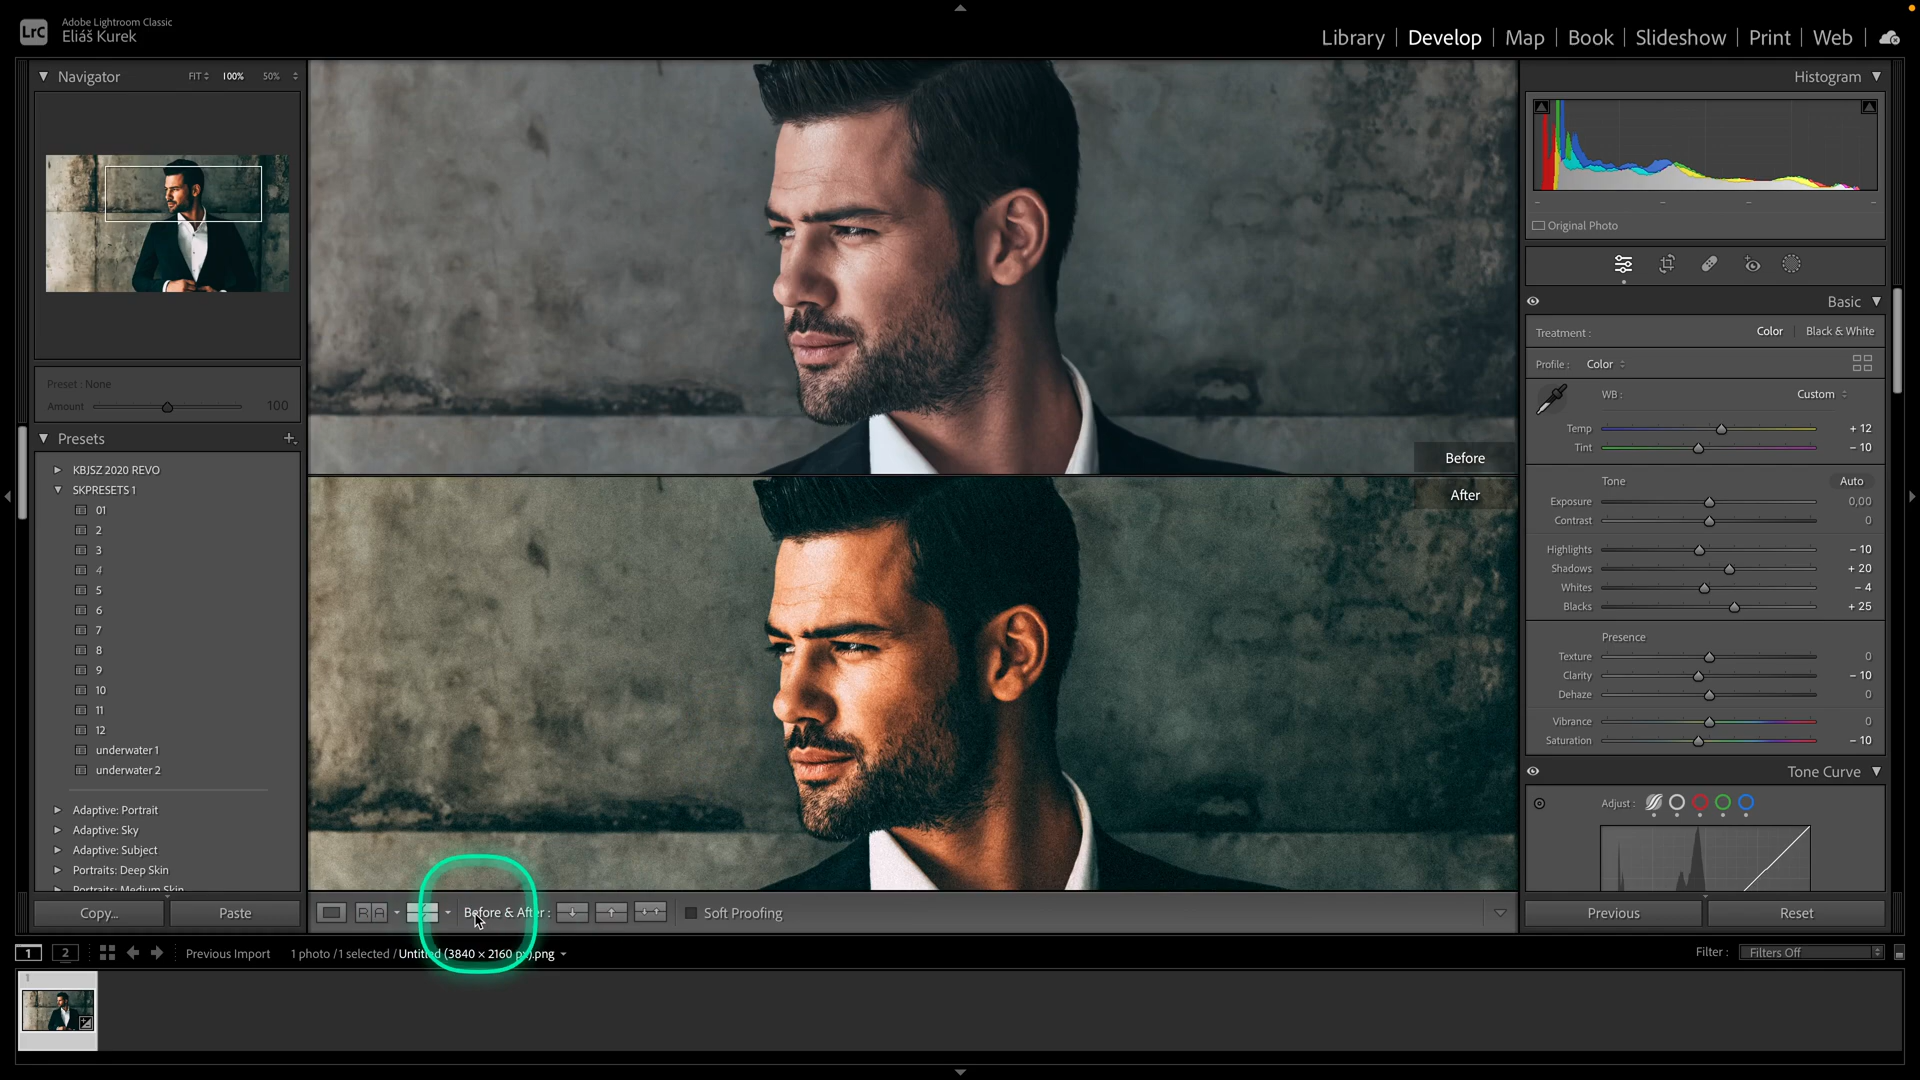 LrC
Adobe Lightroom Classic
Eliáš Kurek
Library | Develop | Map | Book | Slideshow | Print | Web
Navigator
FIT
100%
50%
Preset : None
Amount
100
Presets
KBJSZ 2020 REVO
SKPRESETS 1
01
2
3
4
5
6
7
8
9
10
11
12
underwater 1
underwater 2
Adaptive: Portrait
Adaptive: Sky
Adaptive: Subject
Portraits: Deep Skin
Portraits: Medium Skin
Copy...
Paste
Before
After
R A
Before & After :
Soft Proofing
Histogram
Original Photo
Basic
Treatment :
Color | Black & White
Profile : Color
WB : Custom
Temp + 12
Tint – 10
Tone Auto
Exposure 0,00
Contrast 0
Highlights – 10
Shadows + 20
Whites – 4
Blacks + 25
Presence
Texture 0
Clarity – 10
Dehaze 0
Vibrance 0
Saturation – 10
Tone Curve
Adjust :
Previous
Reset
1
2
Previous Import
1 photo / 1 selected / Untitled (3840 × 2160 px).png
Filter : Filters Off
1